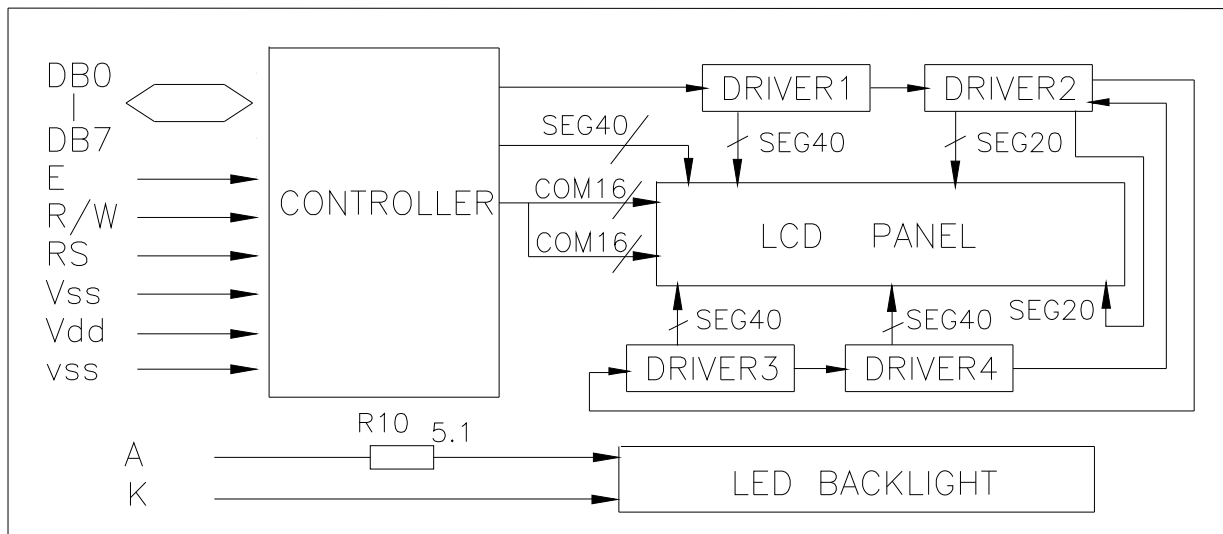 DB0
DB7
E
R/W
RS
Vss
Vdd
vss
CONTROLLER
SEG40
COM16
COM16
DRIVER1
DRIVER2
SEG40
SEG20
LCD PANEL
SEG40
SEG40
SEG20
DRIVER3
DRIVER4
R10
5.1
A
K
LED BACKLIGHT